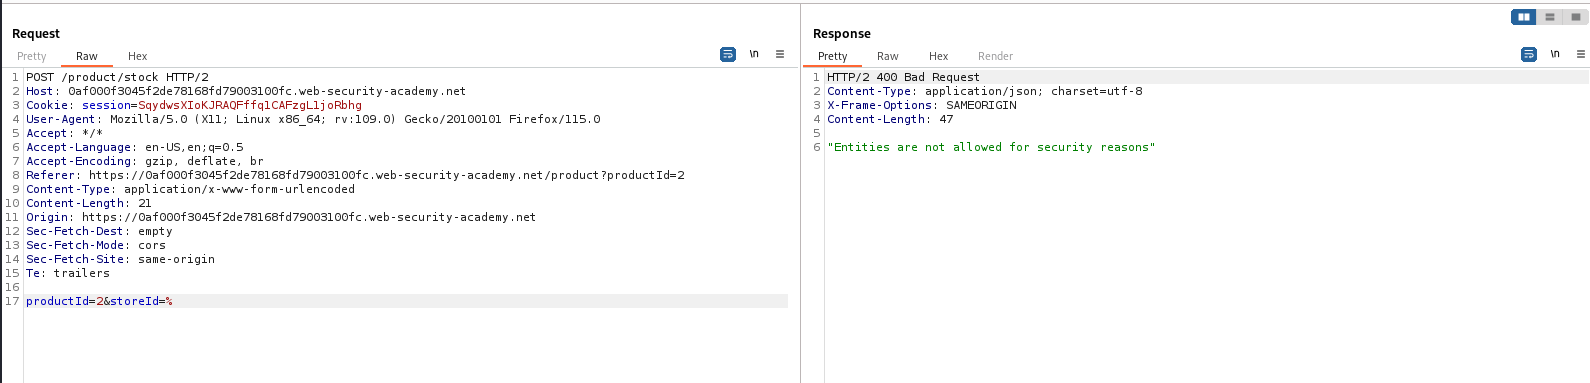 Request
Pretty Raw Hex \n
1 POST /product/stock HTTP/2
2 Host: 0af000f3045f2de78168fd79003100fc.web-security-academy.net
3 Cookie: session=SqydwsXIoKJRAQFffq1CAFzgL1joRbhg
4 User-Agent: Mozilla/5.0 (X11; Linux x86_64; rv:109.0) Gecko/20100101 Firefox/115.0
5 Accept: */*
6 Accept-Language: en-US,en;q=0.5
7 Accept-Encoding: gzip, deflate, br
8 Referer: https://0af000f3045f2de78168fd79003100fc.web-security-academy.net/product?productId=2
9 Content-Type: application/x-www-form-urlencoded
10 Content-Length: 21
11 Origin: https://0af000f3045f2de78168fd79003100fc.web-security-academy.net
12 Sec-Fetch-Dest: empty
13 Sec-Fetch-Mode: cors
14 Sec-Fetch-Site: same-origin
15 Te: trailers
16
17 productId=2&storeId=%
Response
Pretty Raw Hex Render \n
1 HTTP/2 400 Bad Request
2 Content-Type: application/json; charset=utf-8
3 X-Frame-Options: SAMEORIGIN
4 Content-Length: 47
5
6 "Entities are not allowed for security reasons"